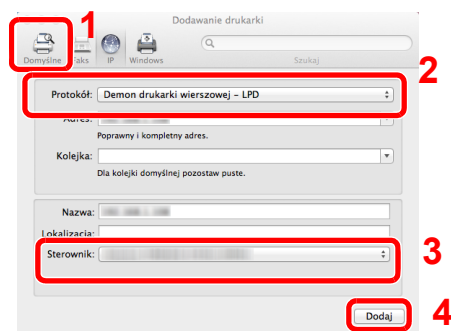 Dodawanie drukarki
1
Domyślne Faks IP Windows
Szukaj
2
Protokół: Demon drukarki wierszowej – LPD
Adres:
Poprawny i kompletny adres.
Kolejka:
Dla kolejki domyślnej pozostaw puste.
Nazwa:
Lokalizacja:
Sterownik:
3
Dodaj
4